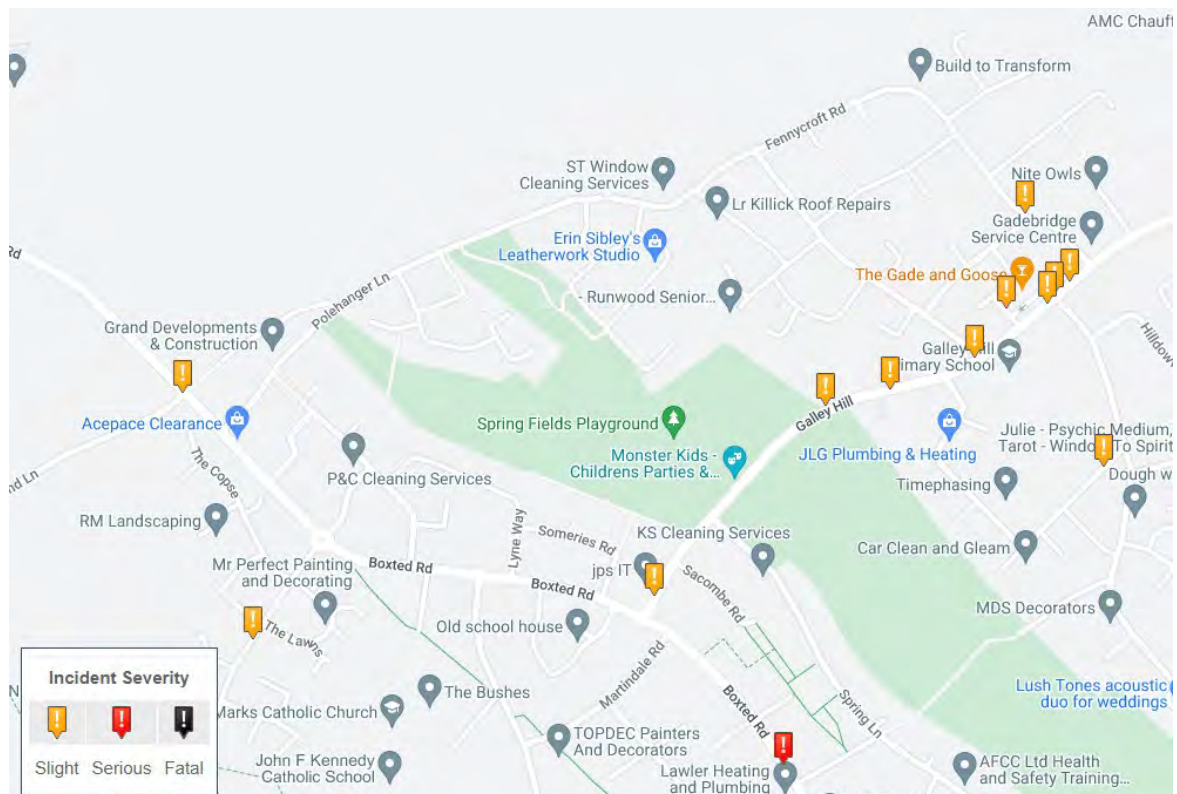 AMC Chauff
Build to Transform
Fennycroft Rd
ST Window
Cleaning Services
Nite Owls
Lr Killick Roof Repairs
Gadebridge
Service Centre
Erin Sibley's
Leatherwork Studio
Rd
The Gade and Goose
- Runwood Senior...
Polehanger Ln
Grand Developments
& Construction
Hilldow
Galley Hill
Primary School
Acepace Clearance
Spring Fields Playground
Galley Hill
Julie - Psychic Medium,
Tarot - Window To Spirit
JLG Plumbing & Heating
Monster Kids -
Childrens Parties &...
The Copse
nd Ln
P&C Cleaning Services
Timephasing
Dough w
RM Landscaping
Lyne Way
Someries Rd
KS Cleaning Services
Car Clean and Gleam
Mr Perfect Painting
and Decorating
Boxted Rd
jps IT
Boxted Rd
Sacombe Rd
MDS Decorators
Old school house
The Lawns
Martindale Rd
Incident Severity
Slight Serious Fatal
N
The Bushes
Marks Catholic Church
Boxted Rd
Spring Ln
Lush Tones acoustic
duo for weddings
TOPDEC Painters
And Decorators
John F Kennedy
Catholic School
Lawler Heating
and Plumbing
AFCC Ltd Health
and Safety Training...